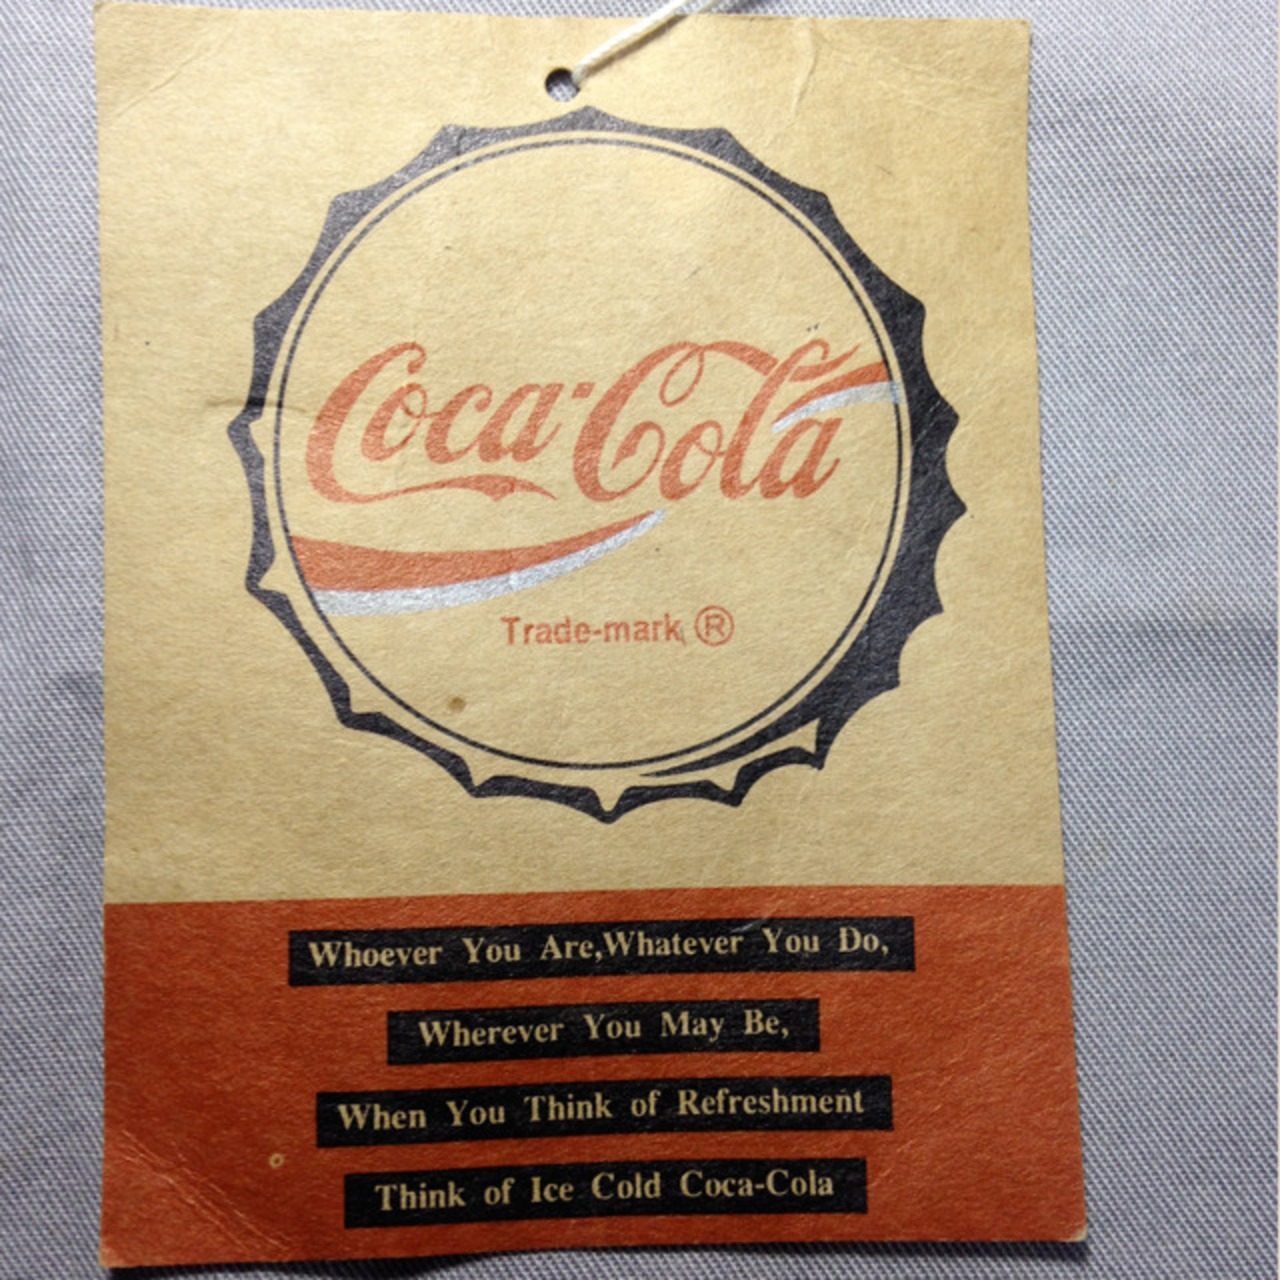 Coca-Cola
Trade-mark ®
Whoever You Are,Whatever You Do,
Wherever You May Be,
When You Think of Refreshment
Think of Ice Cold Coca-Cola